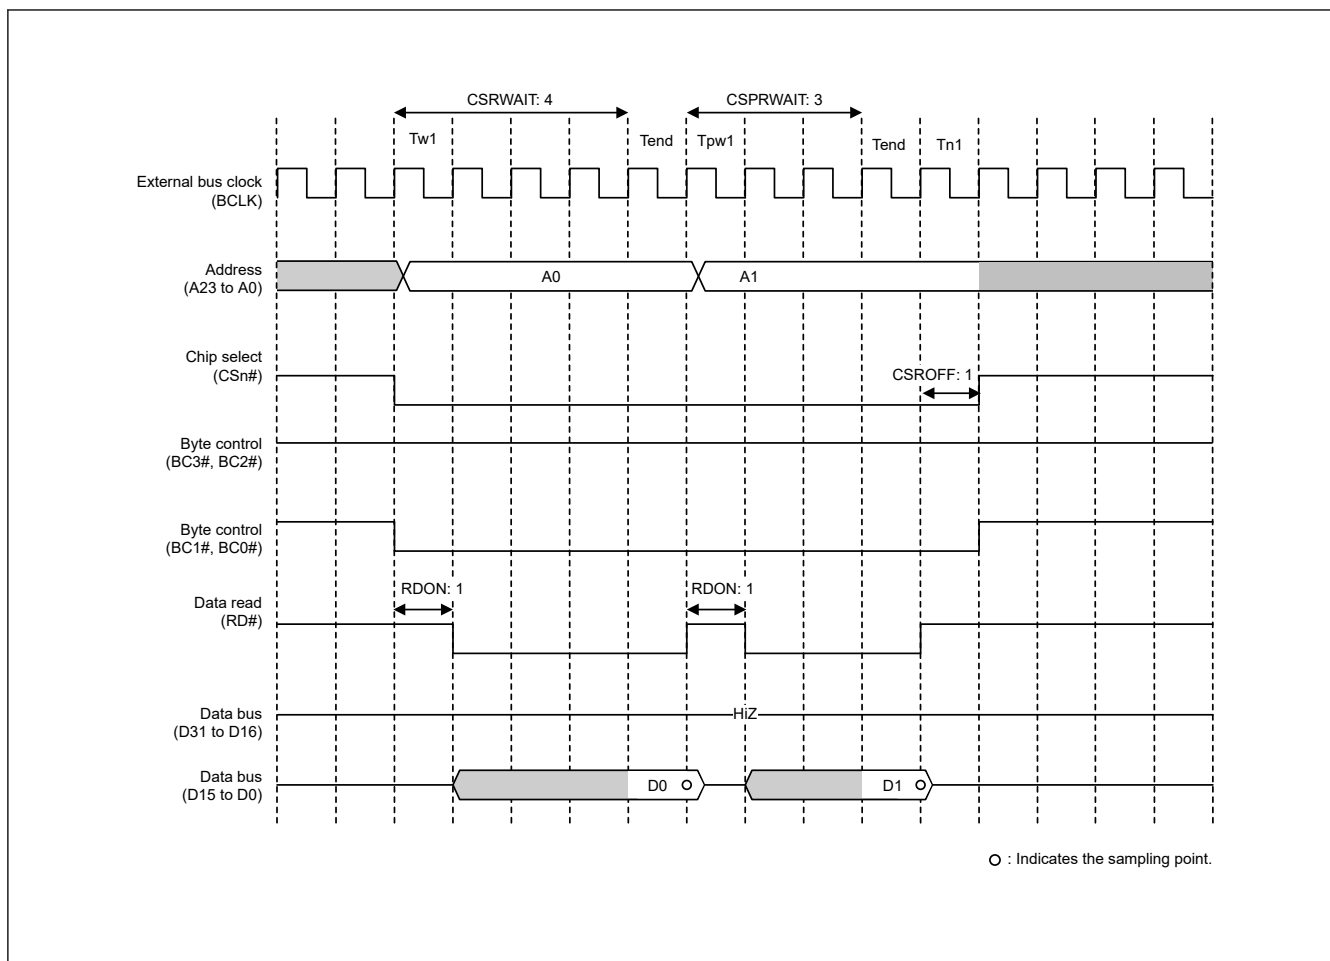 CSRWAIT: 4
CSPRWAIT: 3
Tw1
Tend
Tpw1
Tend
Tn1
External bus clock
(BCLK)
Address
(A23 to A0)
A0
A1
Chip select
(CSn#)
CSROFF: 1
Byte control
(BC3#, BC2#)
Byte control
(BC1#, BC0#)
RDON: 1
RDON: 1
Data read
(RD#)
Data bus
(D31 to D16)
HiZ
Data bus
(D15 to D0)
D0
D1
: Indicates the sampling point.